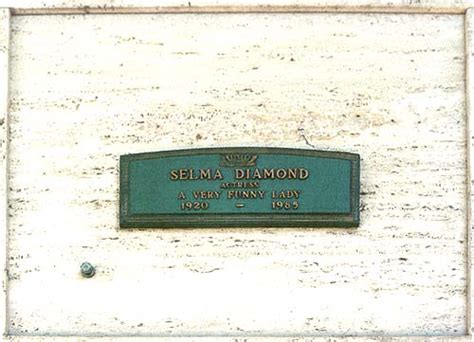 SELMA DIAMOND
ACTRESS
A VERY FUNNY LADY
1920 — 1985